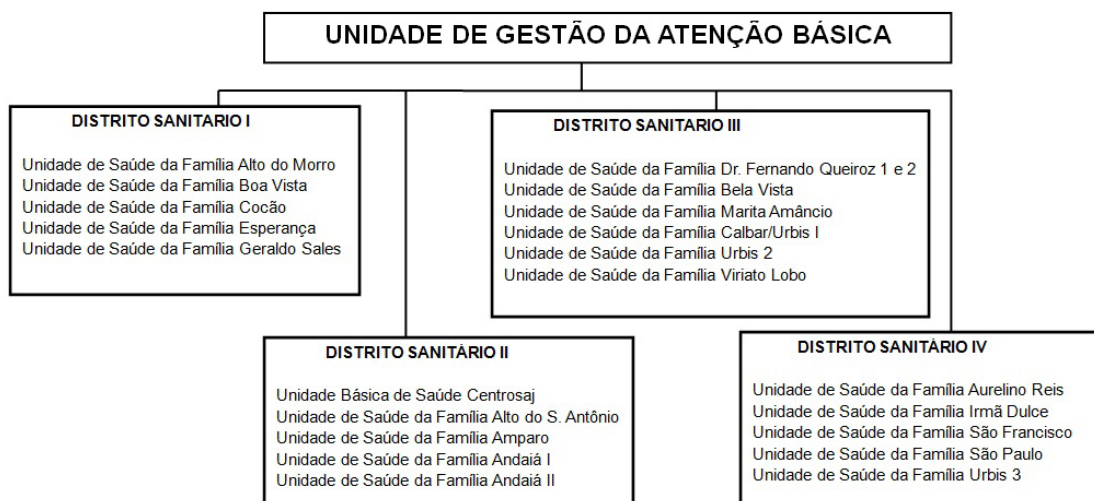 UNIDADE DE GESTÃO DA ATENÇÃO BÁSICA
DISTRITO SANITARIO I
Unidade de Saúde da Família Alto do Morro
Unidade de Saúde da Família Boa Vista
Unidade de Saúde da Família Cocão
Unidade de Saúde da Família Esperança
Unidade de Saúde da Família Geraldo Sales
DISTRITO SANITARIO III
Unidade de Saúde da Família Dr. Fernando Queiroz 1 e 2
Unidade de Saúde da Família Bela Vista
Unidade de Saúde da Família Marita Amâncio
Unidade de Saúde da Família Calbar/Urbis I
Unidade de Saúde da Família Urbis 2
Unidade de Saúde da Família Viriato Lobo
DISTRITO SANITÁRIO II
Unidade Básica de Saúde Centrosaj
Unidade de Saúde da Família Alto do S. Antônio
Unidade de Saúde da Família Amparo
Unidade de Saúde da Família Andaiá I
Unidade de Saúde da Família Andaiá II
DISTRITO SANITÁRIO IV
Unidade de Saúde da Família Aurelino Reis
Unidade de Saúde da Família Irmã Dulce
Unidade de Saúde da Família São Francisco
Unidade de Saúde da Família São Paulo
Unidade de Saúde da Família Urbis 3